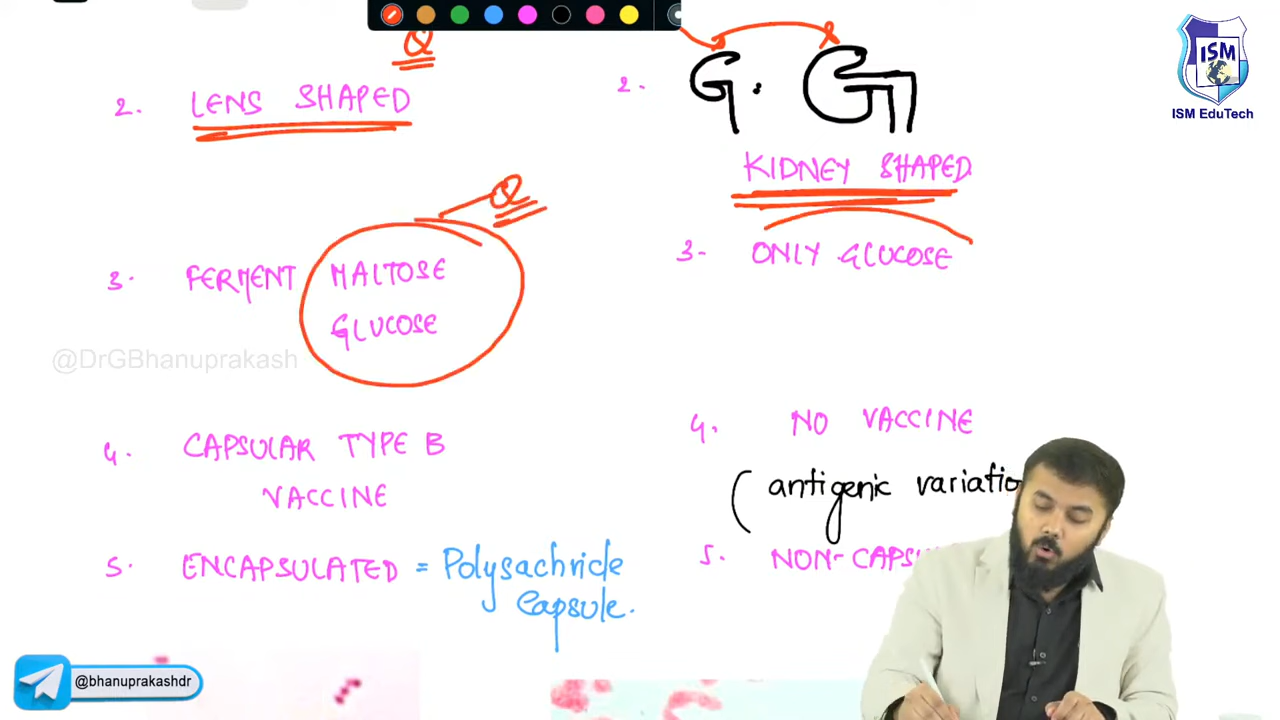 Q
2. LENS SHAPED
Q
3. FERMENT MALTOSE
GLUCOSE
@DrGBhanuprakash
4. CAPSULAR TYPE B
VACCINE
5. ENCAPSULATED = Polysachride
Capsule.
@bhanuprakashdr
2. G. G
KIDNEY SHAPED
3- ONLY GLUCOSE
4. NO VACCINE
(antigenic variatio
5. NON-CAPSU
ISM
ISM EduTech